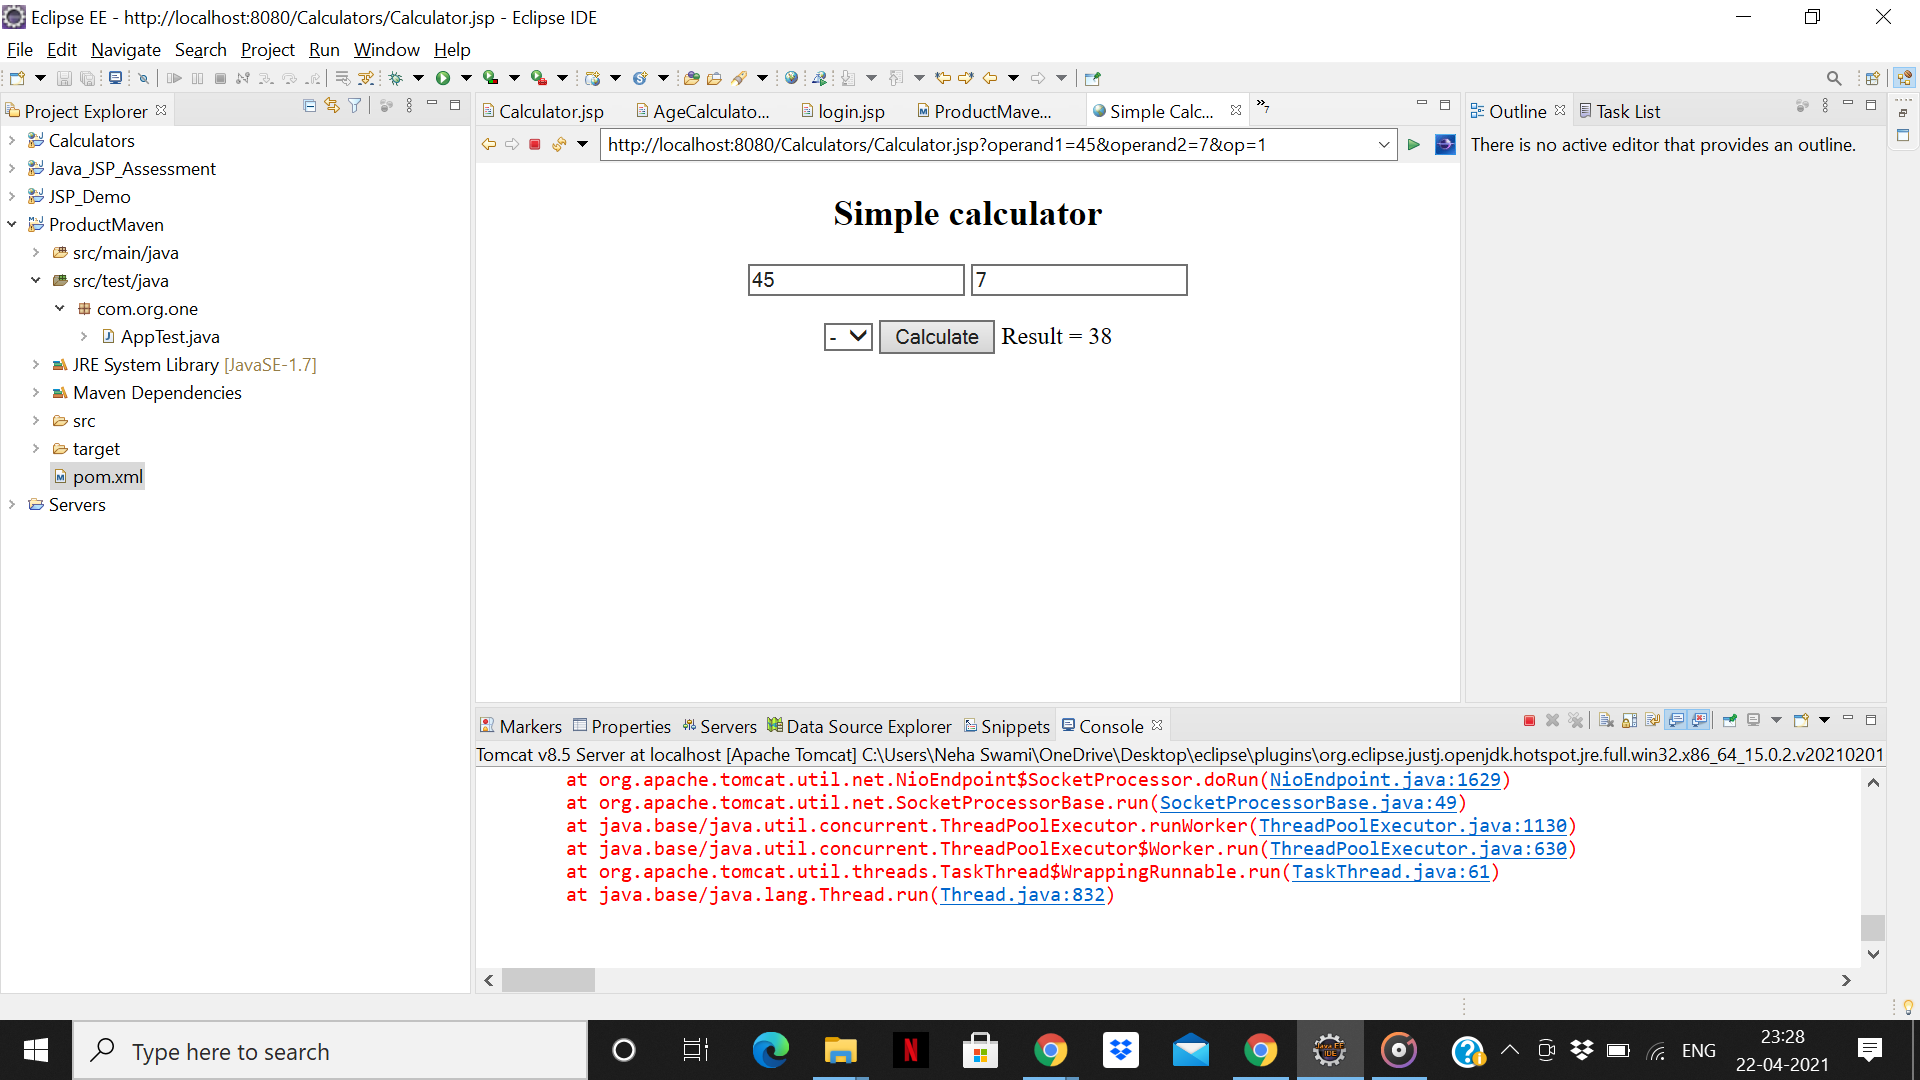 Eclipse EE - http://localhost:8080/Calculators/Calculator.jsp - Eclipse IDE
File Edit Navigate Search Project Run Window Help
Project Explorer
Calculators
Java_JSP_Assessment
JSP_Demo
ProductMaven
src/main/java
src/test/java
com.org.one
AppTest.java
JRE System Library [JavaSE-1.7]
Maven Dependencies
src
target
pom.xml
Servers
Calculator.jsp AgeCalculato... login.jsp ProductMave... Simple Calc... »7
http://localhost:8080/Calculators/Calculator.jsp?operand1=45&operand2=7&op=1
Simple calculator
45 7
- Calculate Result = 38
Outline Task List
There is no active editor that provides an outline.
Markers Properties Servers Data Source Explorer Snippets Console
Tomcat v8.5 Server at localhost [Apache Tomcat] C:\Users\Neha Swami\OneDrive\Desktop\eclipse\plugins\org.eclipse.justj.openjdk.hotspot.jre.full.win32.x86_64_15.0.2.v20210201
at org.apache.tomcat.util.net.NioEndpoint$SocketProcessor.doRun(NioEndpoint.java:1629)
at org.apache.tomcat.util.net.SocketProcessorBase.run(SocketProcessorBase.java:49)
at java.base/java.util.concurrent.ThreadPoolExecutor.runWorker(ThreadPoolExecutor.java:1130)
at java.base/java.util.concurrent.ThreadPoolExecutor$Worker.run(ThreadPoolExecutor.java:630)
at org.apache.tomcat.util.threads.TaskThread$WrappingRunnable.run(TaskThread.java:61)
at java.base/java.lang.Thread.run(Thread.java:832)
Type here to search
ENG
23:28
22-04-2021